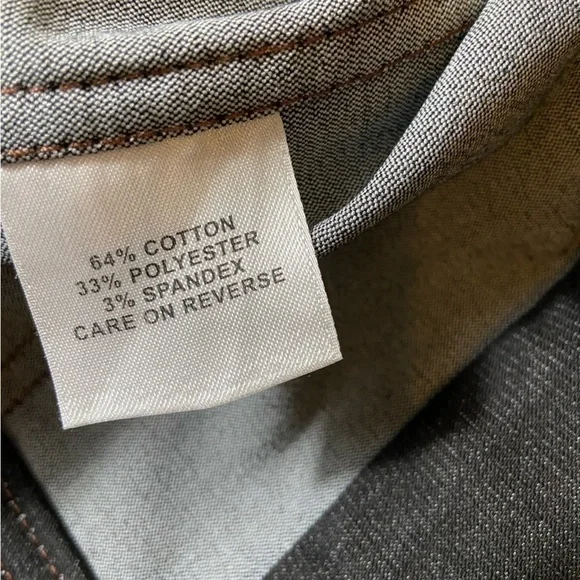 64% COTTON
33% POLYESTER
3% SPANDEX
CARE ON REVERSE